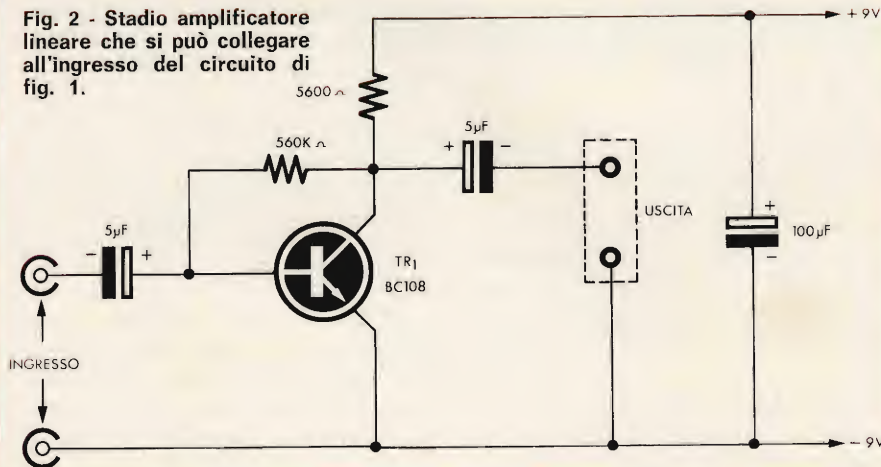 Fig. 2 - Stadio amplificatore
lineare che si può collegare
all'ingresso del circuito di
fig. 1.
+ 9V
5600 Ω
560K Ω
5µF
+ -
USCITA
+
100µF
-
5µF
- +
TR1
BC108
INGRESSO
- 9V